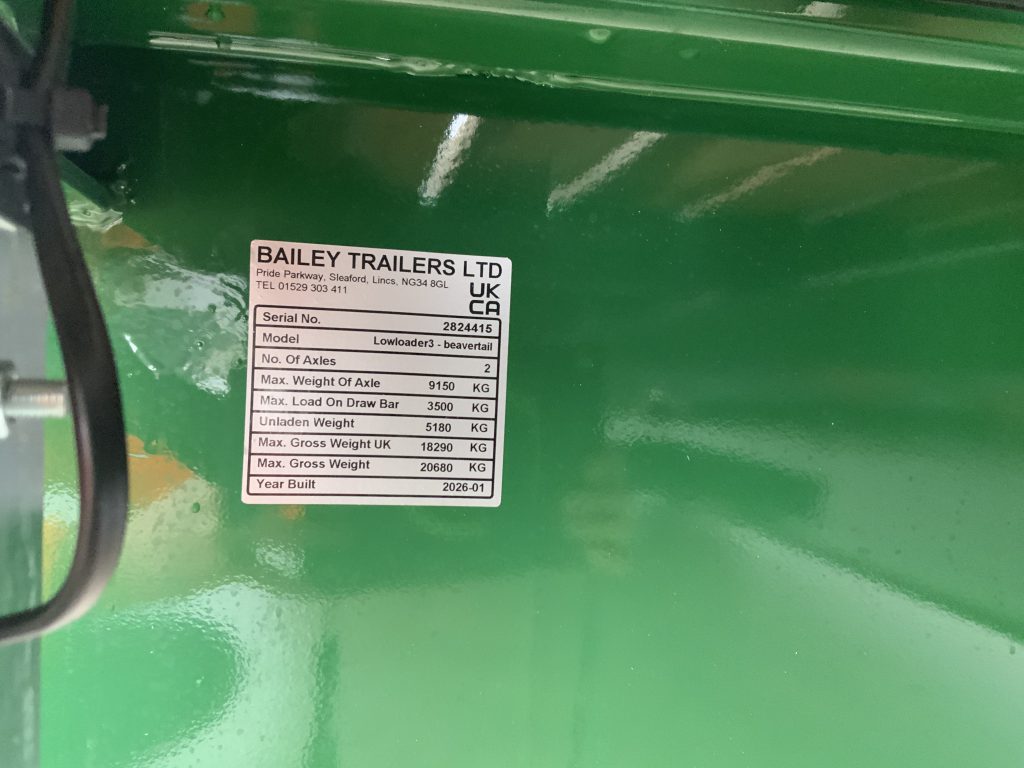 BAILEY TRAILERS LTD
Pride Parkway, Sleaford, Lincs, NG34 8GL
TEL 01529 303 411
UK
CA
Serial No. 2824415
Model Lowloader3 - beavertail
No. Of Axles 2
Max. Weight Of Axle 9150 KG
Max. Load On Draw Bar 3500 KG
Unladen Weight 5180 KG
Max. Gross Weight UK 18290 KG
Max. Gross Weight 20680 KG
Year Built 2026-01